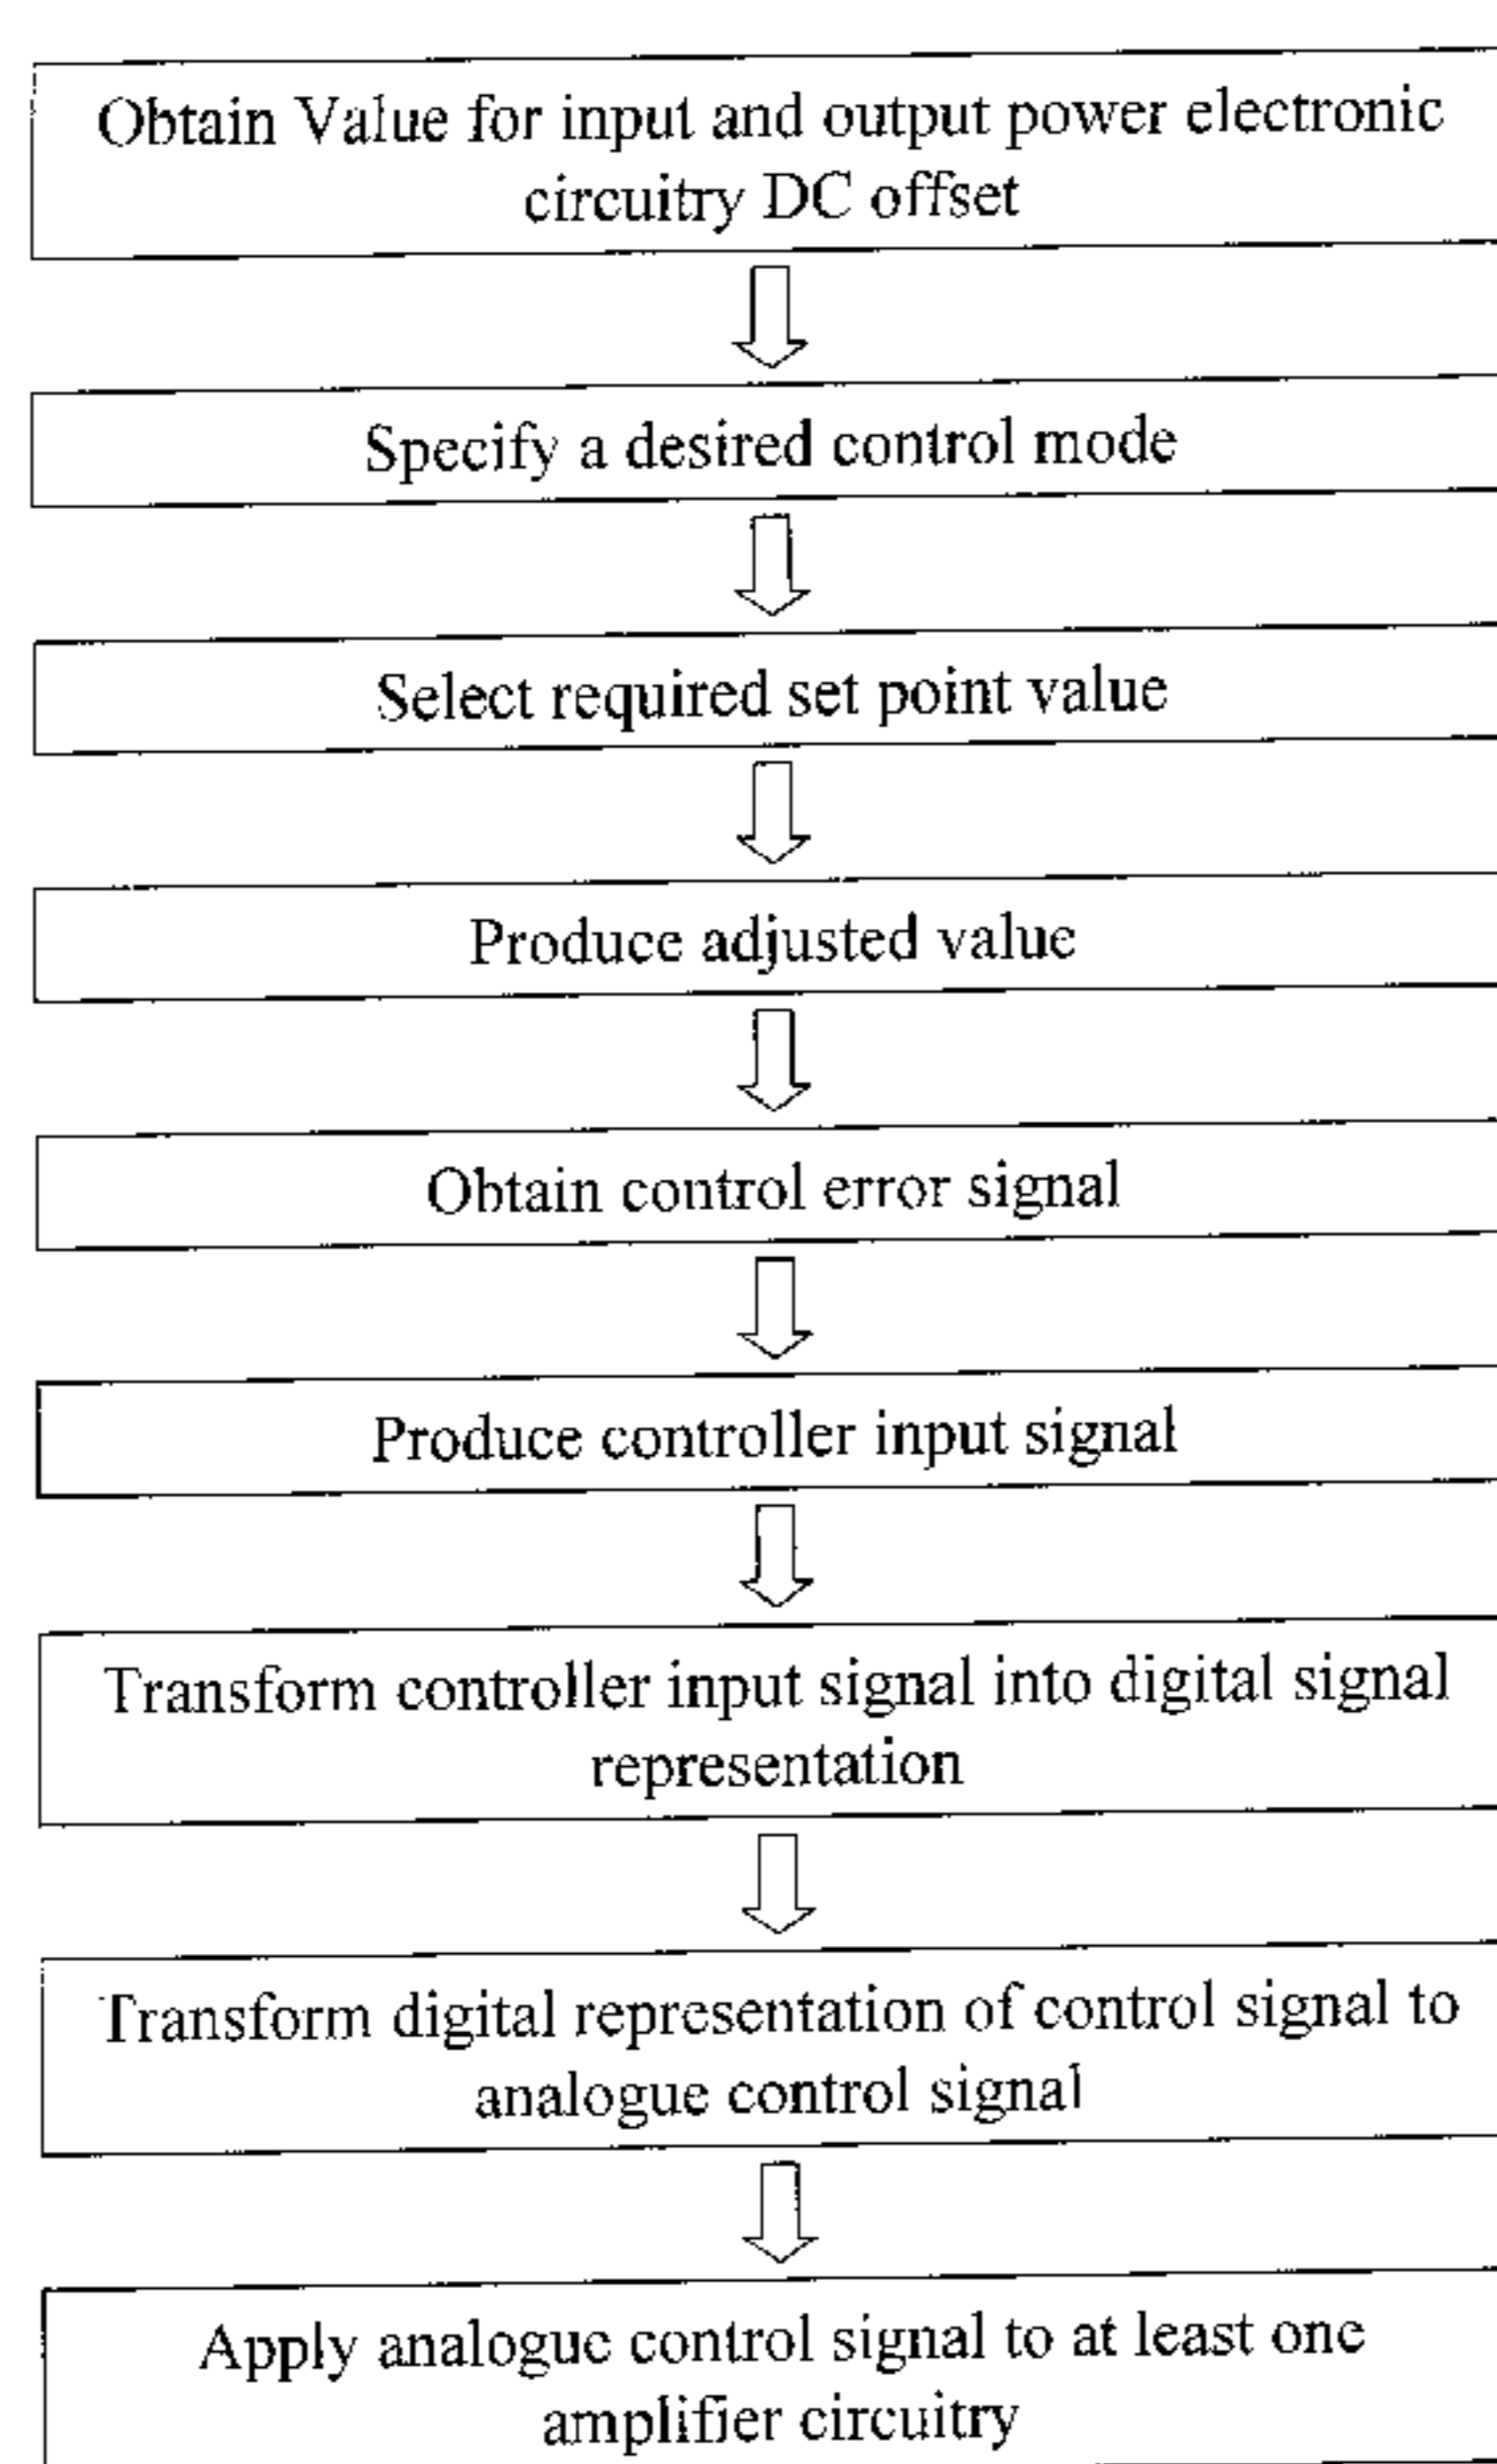 Obtain Value for input and output power electronic
circuitry DC offset
Specify a desired control mode
Select required set point value
Produce adjusted value
Obtain control error signal
Produce controller input signal
Transform controller input signal into digital signal
representation
Transform digital representation of control signal to
analogue control signal
Apply analogue control signal to at least one
amplifier circuitry